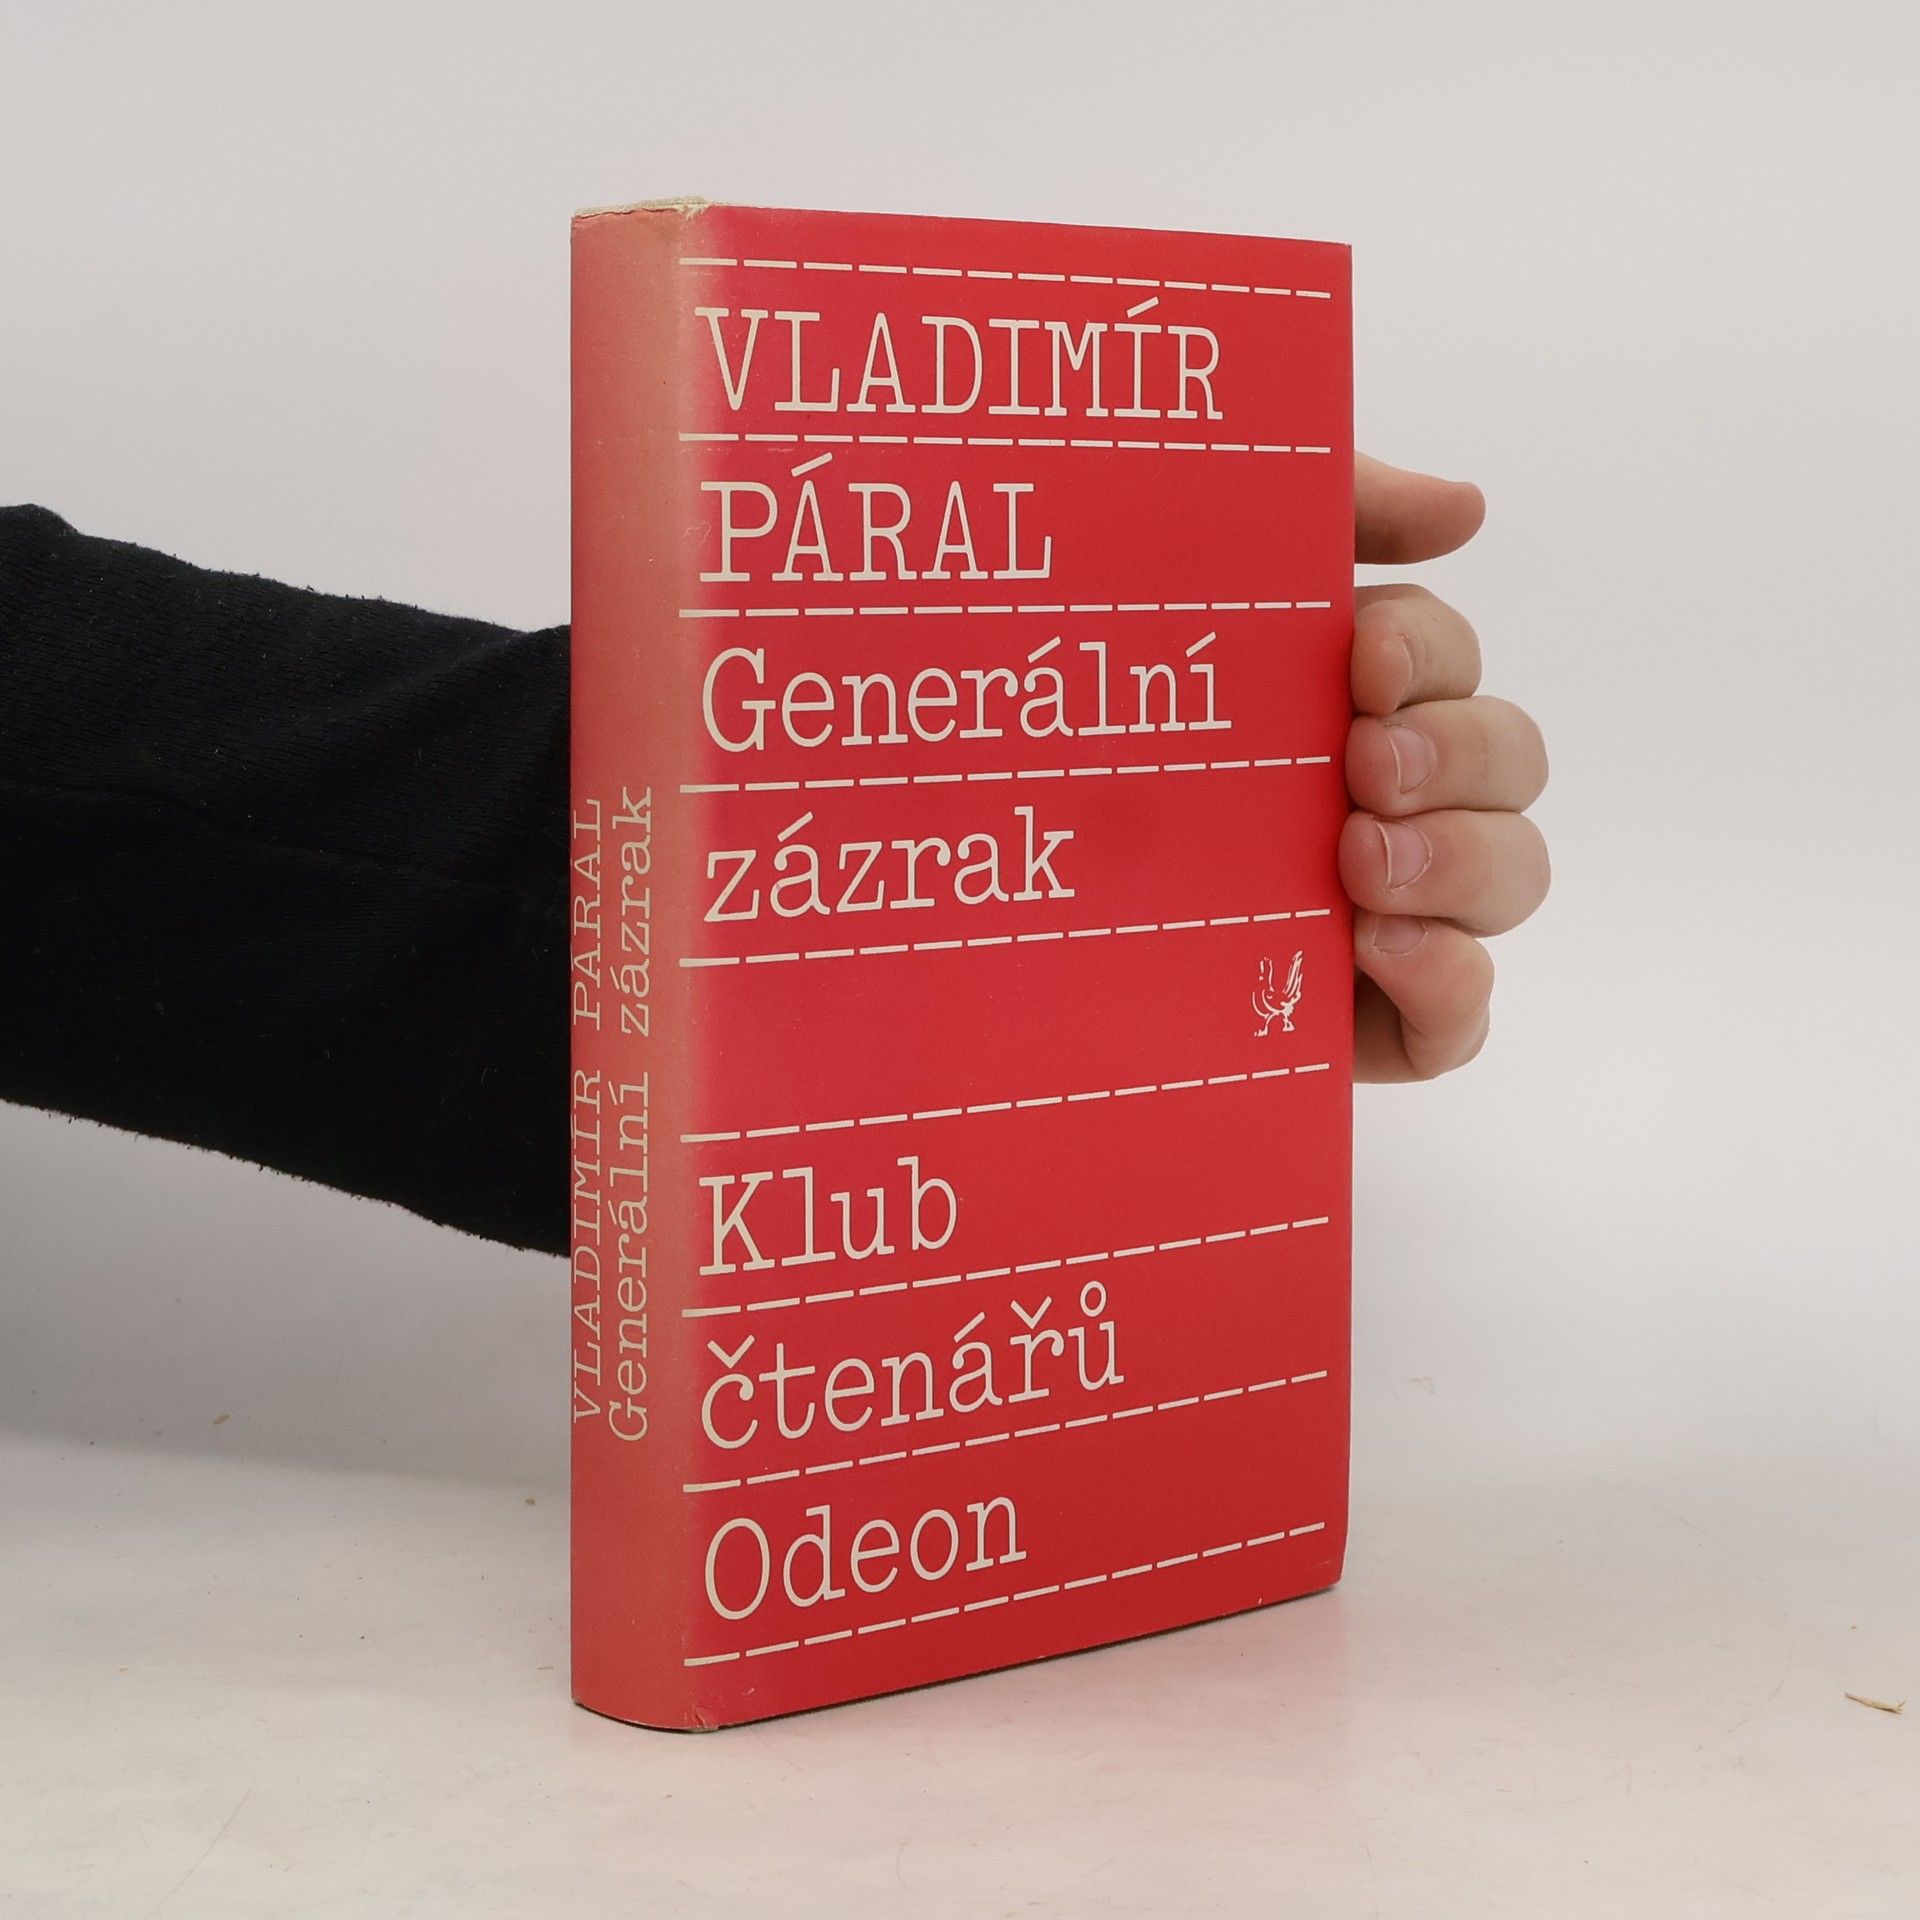 VLADIMÍR
PÁRAL
Generální
zázrak
Klub
čtenářů
Odeon
VLADIMÍR PÁRAL
Generální zázrak